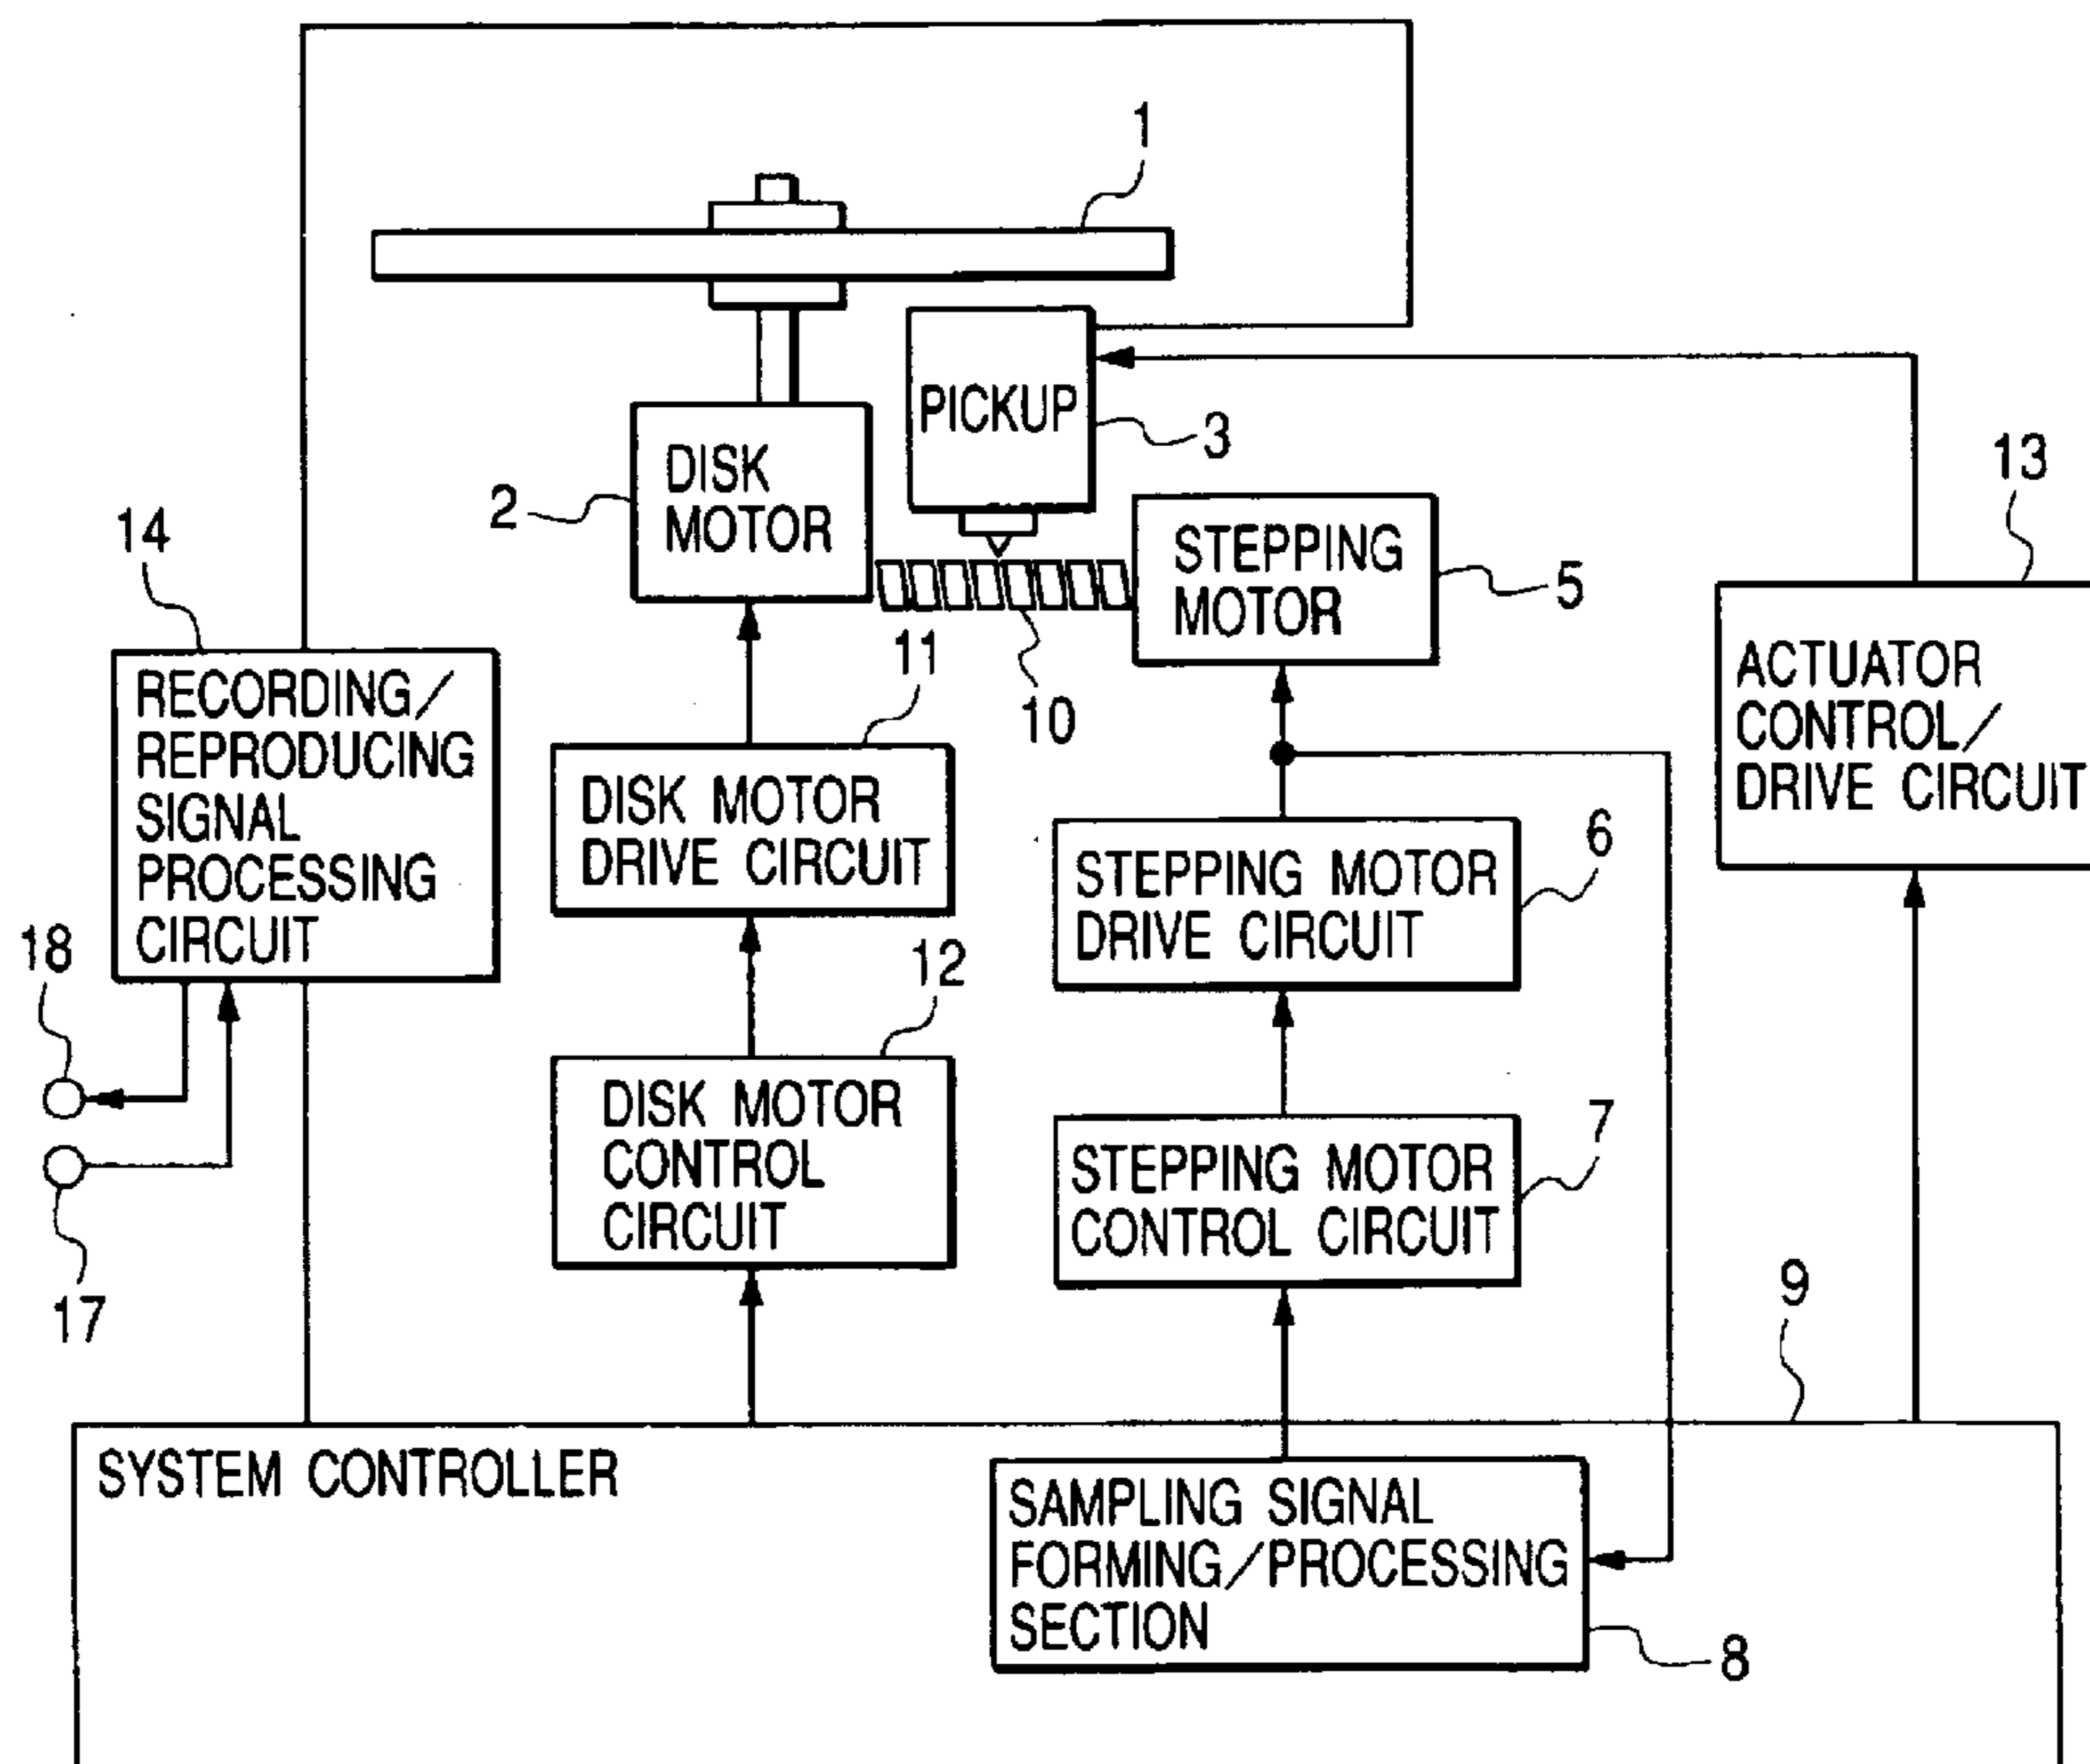 1
PICKUP
3
DISK
MOTOR
2
STEPPING
MOTOR
5
13
14
10
11
RECORDING/
REPRODUCING
SIGNAL
PROCESSING
CIRCUIT
ACTUATOR
CONTROL/
DRIVE CIRCUIT
DISK MOTOR
DRIVE CIRCUIT
STEPPING MOTOR
DRIVE CIRCUIT
6
18
12
DISK MOTOR
CONTROL
CIRCUIT
STEPPING MOTOR
CONTROL CIRCUIT
7
17
9
SYSTEM CONTROLLER
SAMPLING SIGNAL
FORMING/PROCESSING
SECTION
8